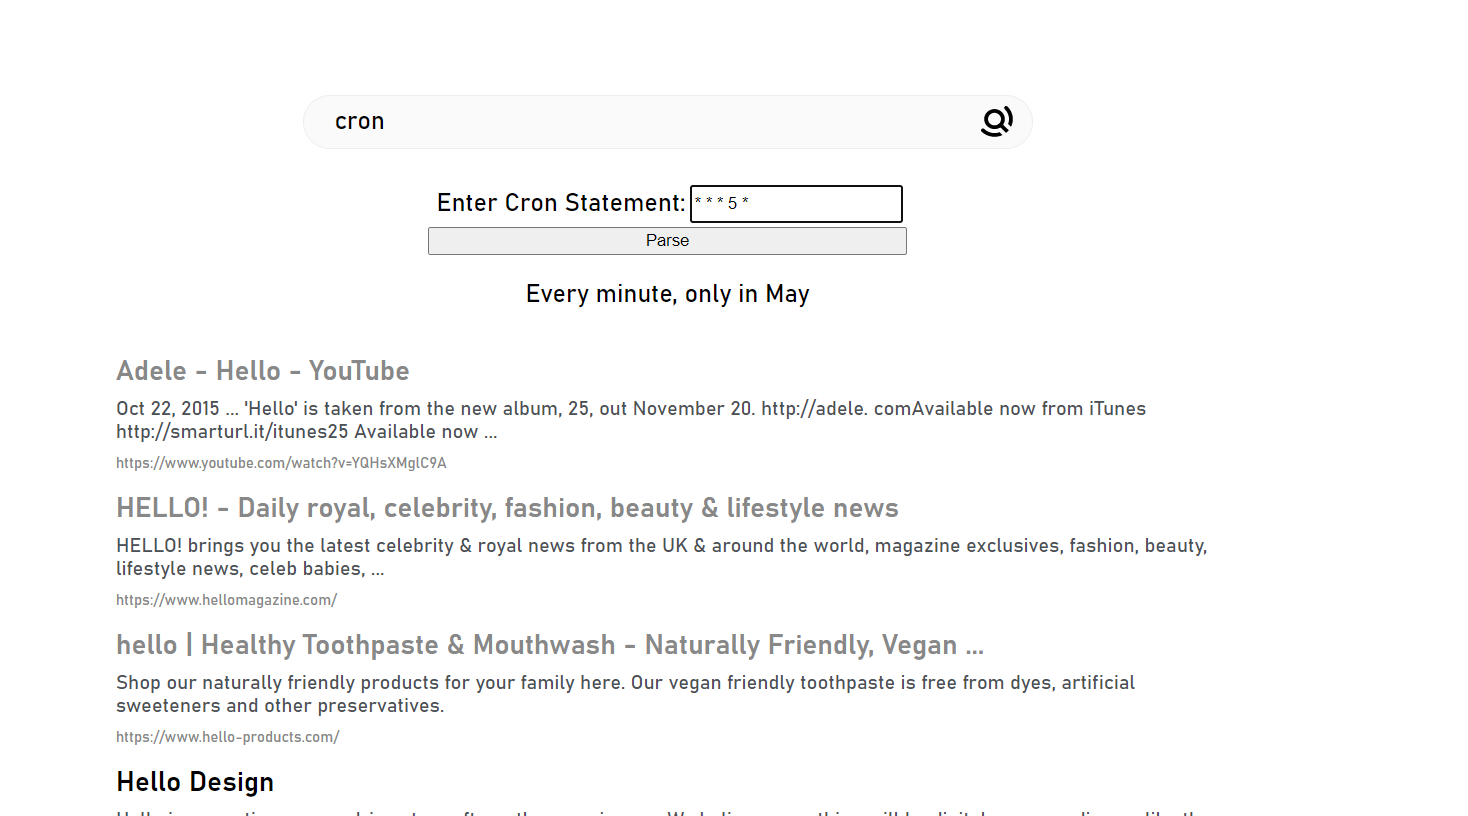 cron
Enter Cron Statement: * * * 5 *
Parse
Every minute, only in May
Adele - Hello - YouTube
Oct 22, 2015 ... 'Hello' is taken from the new album, 25, out November 20. http://adele. comAvailable now from iTunes
http://smarturl.it/itunes25 Available now ...
https://www.youtube.com/watch?v=YQHsXMglC9A
HELLO! - Daily royal, celebrity, fashion, beauty & lifestyle news
HELLO! brings you the latest celebrity & royal news from the UK & around the world, magazine exclusives, fashion, beauty,
lifestyle news, celeb babies, ...
https://www.hellomagazine.com/
hello | Healthy Toothpaste & Mouthwash - Naturally Friendly, Vegan ...
Shop our naturally friendly products for your family here. Our vegan friendly toothpaste is free from dyes, artificial
sweeteners and other preservatives.
https://www.hello-products.com/
Hello Design